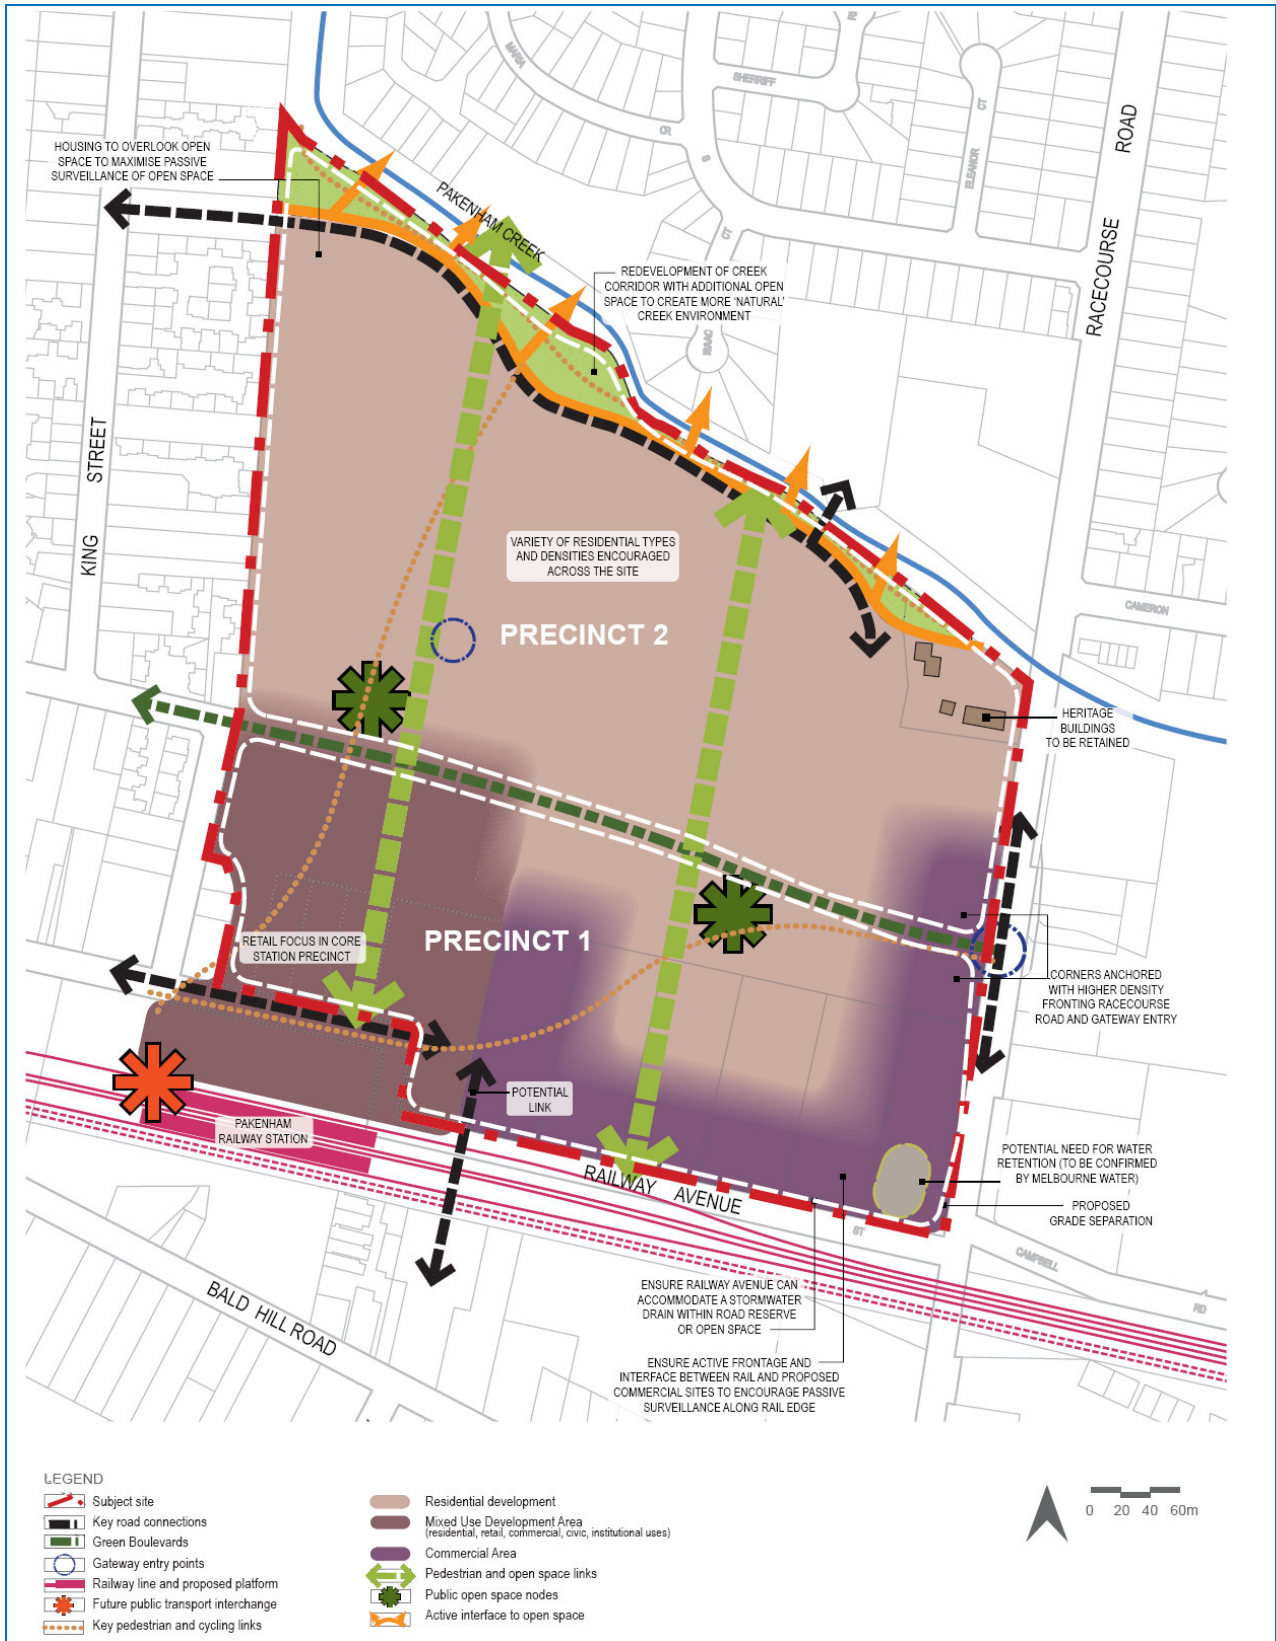 MARIA
CR
SHERRIFF
CT
ELEANOR
ROAD
RACECOURSE
HOUSING TO OVERLOOK OPEN
SPACE TO MAXIMISE PASSIVE
SURVEILLANCE OF OPEN SPACE
PAKENHAM CREEK
CT
ISAAC
REDEVELOPMENT OF CREEK
CORRIDOR WITH ADDITIONAL OPEN
SPACE TO CREATE MORE 'NATURAL'
CREEK ENVIRONMENT
KING STREET
VARIETY OF RESIDENTIAL TYPES
AND DENSITIES ENCOURAGED
ACROSS THE SITE
CAMERON
PRECINCT 2
HERITAGE
BUILDINGS
TO BE RETAINED
RETAIL FOCUS IN CORE
STATION PRECINCT
PRECINCT 1
CORNERS ANCHORED
WITH HIGHER DENSITY
FRONTING RACECOURSE
ROAD AND GATEWAY ENTRY
POTENTIAL
LINK
PAKENHAM
RAILWAY STATION
POTENTIAL NEED FOR WATER
RETENTION (TO BE CONFIRMED
BY MELBOURNE WATER)
RAILWAY AVENUE
PROPOSED
GRADE SEPARATION
ST
CAMPBELL
RD
ENSURE RAILWAY AVENUE CAN
ACCOMMODATE A STORMWATER
DRAIN WITHIN ROAD RESERVE
OR OPEN SPACE
BALD HILL ROAD
ENSURE ACTIVE FRONTAGE AND
INTERFACE BETWEEN RAIL AND PROPOSED
COMMERCIAL SITES TO ENCOURAGE PASSIVE
SURVEILLANCE ALONG RAIL EDGE
LEGEND
Subject site
Key road connections
Green Boulevards
Gateway entry points
Railway line and proposed platform
Future public transport interchange
Key pedestrian and cycling links
Residential development
Mixed Use Development Area
(residential, retail, commercial, civic, institutional uses)
Commercial Area
Pedestrian and open space links
Public open space nodes
Active interface to open space
0 20 40 60m